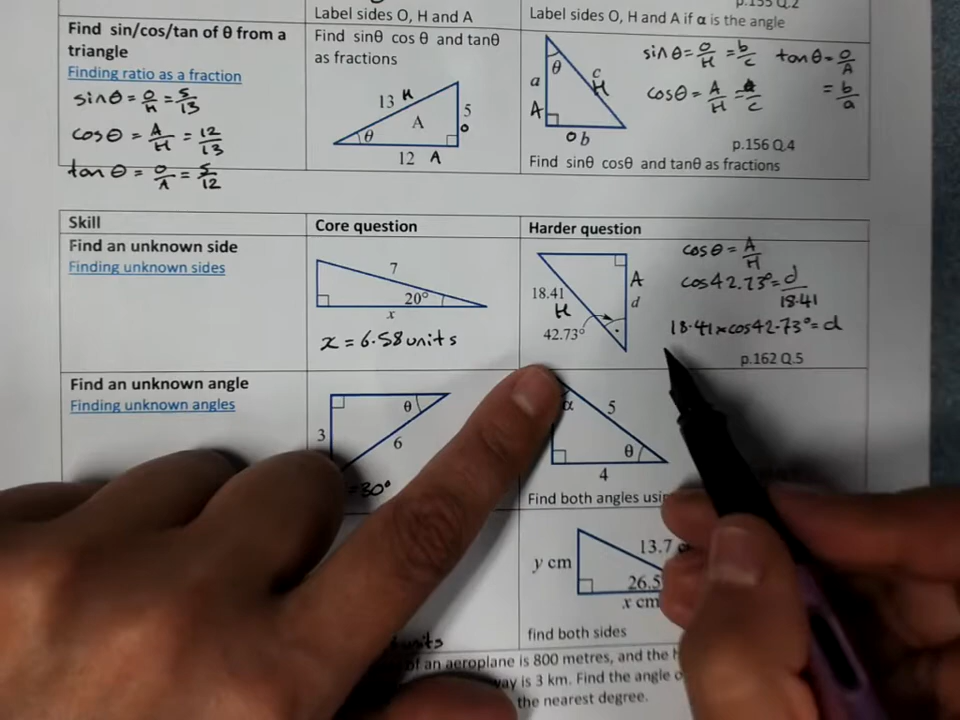 p.155 Q.2
Label sides O, H and A
Label sides O, H and A if α is the angle
Find sin/cos/tan of θ from a
triangle
Finding ratio as a fraction
sinθ = O/H = 5/13
cosθ = A/H = 12/13
tanθ = O/A = 5/12
Find sinθ cos θ and tanθ
as fractions
13 H
5
O
A
θ
12 A
θ
a
c
H
A
O b
sinθ = O/H = b/c
tanθ = O/A
cosθ = A/H = a/c
= b/a
p.156 Q.4
Find sinθ cosθ and tanθ as fractions
Skill
Core question
Harder question
Find an unknown side
Finding unknown sides
7
20°
x
x = 6.58 units
18.41
H
A
d
42.73°
cosθ = A/H
cos42.73° = d/18.41
18.41 x cos42.73° = d
p.162 Q.5
Find an unknown angle
Finding unknown angles
θ
3
6
=30°
α
5
θ
4
Find both angles
y cm
13.7
26.5
x cm
find both sides
units
of an aeroplane is 800 metres, and the
way is 3 km. Find the angle
the nearest degree.